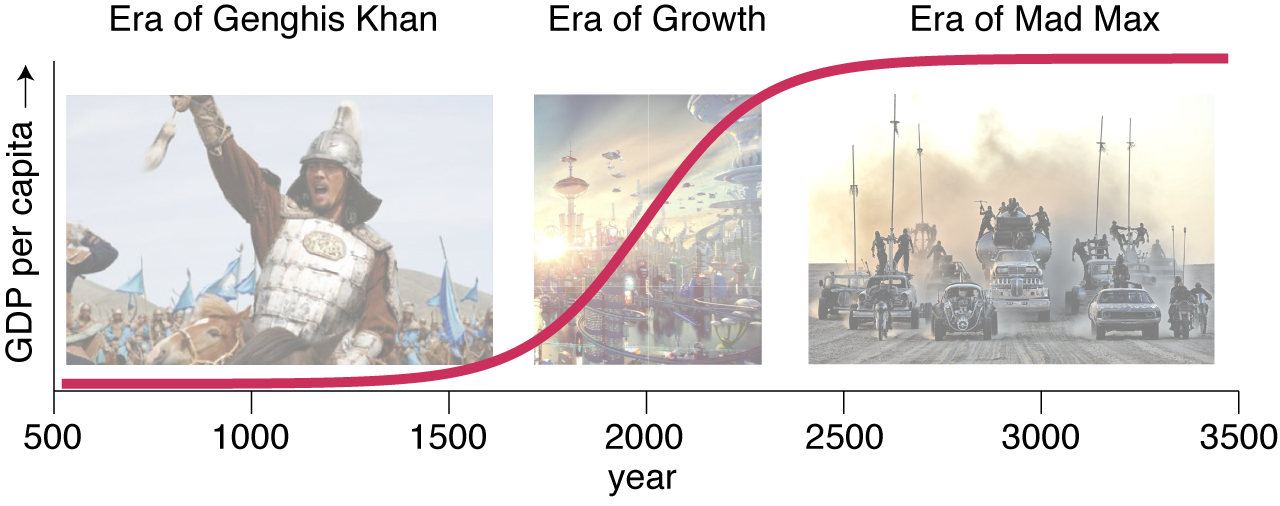 Era of Genghis Khan
Era of Growth
Era of Mad Max
GDP per capita →
500
1000
1500
2000
2500
3000
3500
year